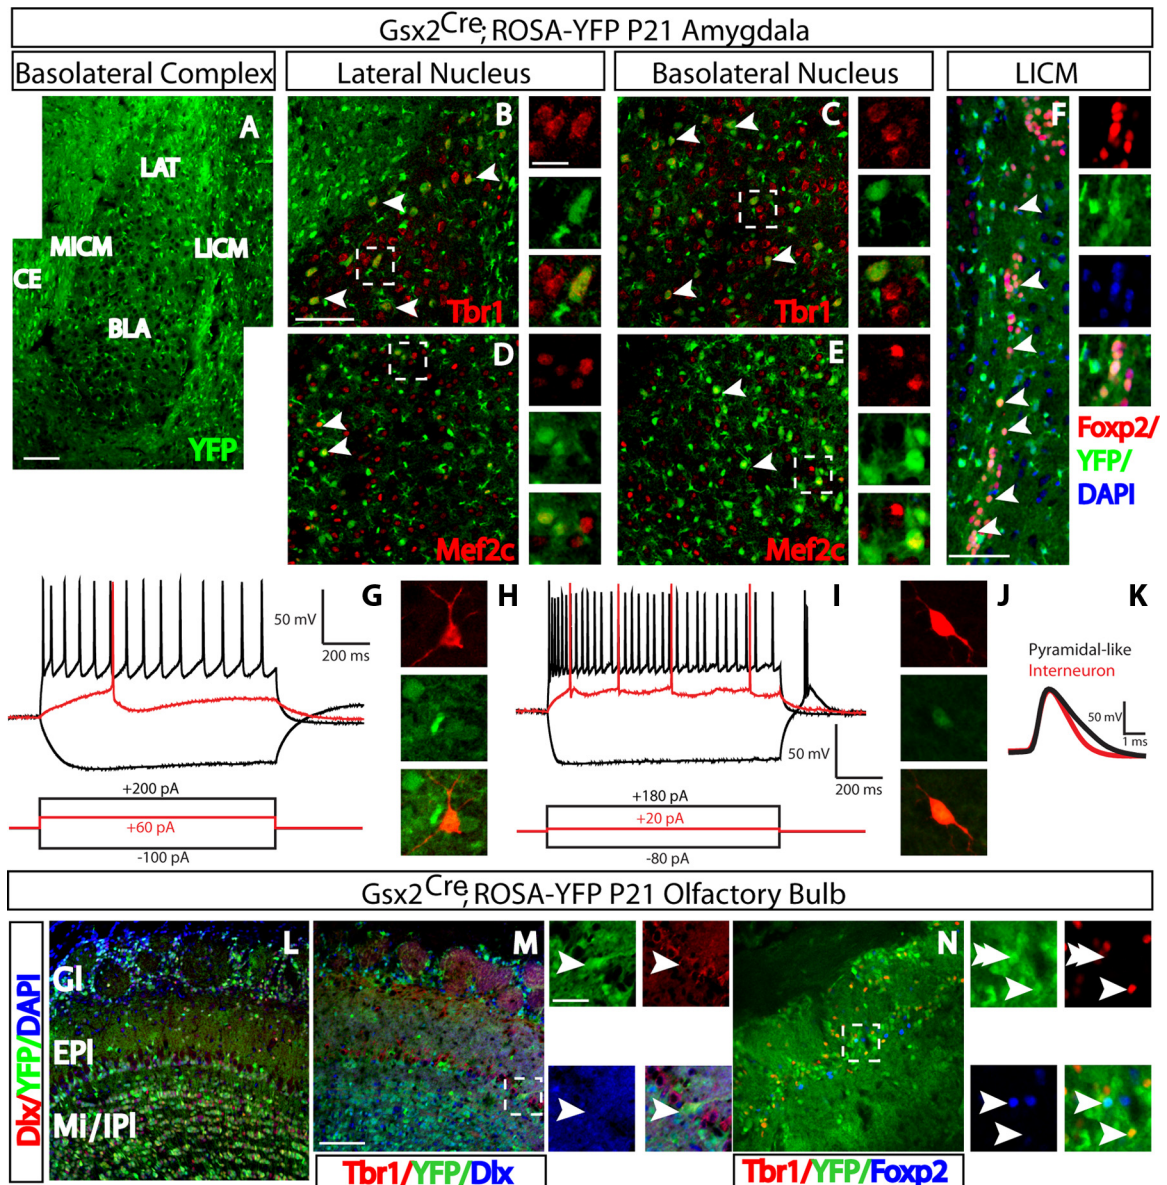 Gsx2Cre; ROSA-YFP P21 Amygdala
Basolateral Complex
Lateral Nucleus
Basolateral Nucleus
LICM
A
LAT
MICM
LICM
CE
BLA
YFP
B
Tbr1
C
Tbr1
D
Mef2c
E
Mef2c
F
Foxp2/
YFP/
DAPI
G
50 mV
200 ms
+200 pA
+60 pA
-100 pA
H
I
50 mV
200 ms
+180 pA
+20 pA
-80 pA
J
K
Pyramidal-like
Interneuron
50 mV
1 ms
Gsx2Cre; ROSA-YFP P21 Olfactory Bulb
Dlx/YFP/DAPI
L
Gl
EPl
Mi/IPl
M
Tbr1/YFP/Dlx
N
Tbr1/YFP/Foxp2